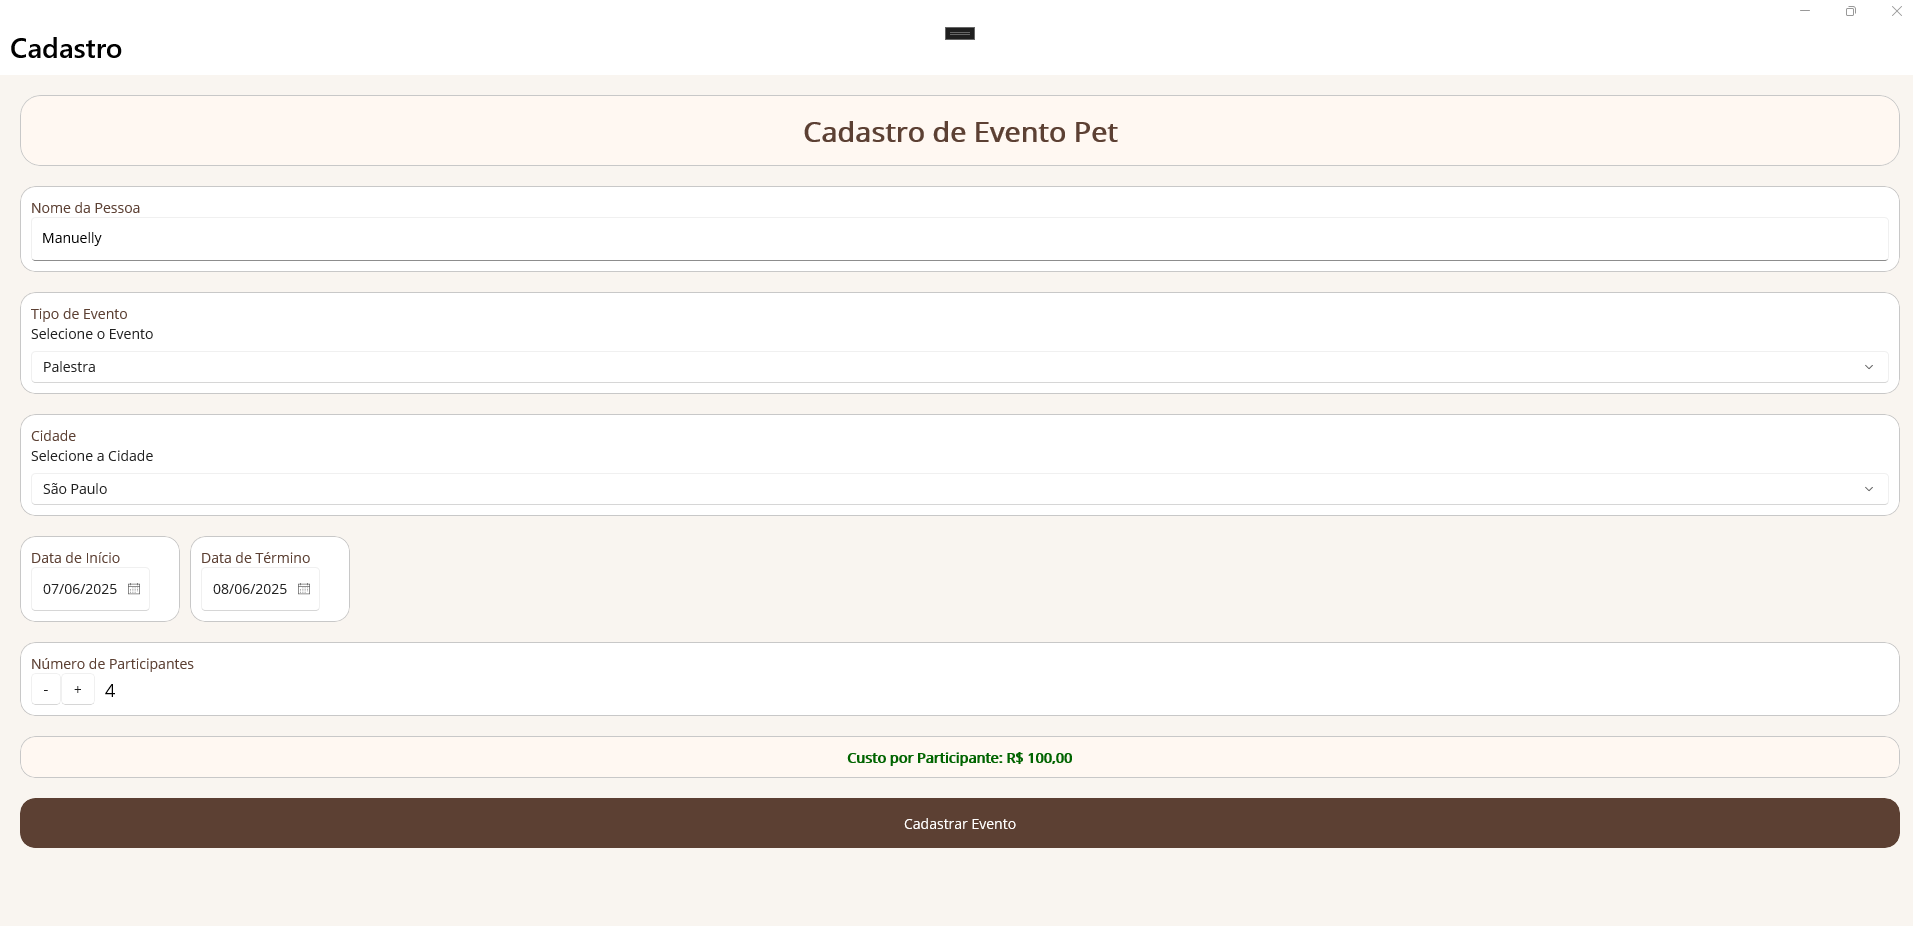 Cadastro
Cadastro de Evento Pet
Nome da Pessoa
Manuelly
Tipo de Evento
Selecione o Evento
Palestra
Cidade
Selecione a Cidade
São Paulo
Data de Início Data de Término
07/06/2025 08/06/2025
Número de Participantes
- + 4
Custo por Participante: R$ 100,00
Cadastrar Evento